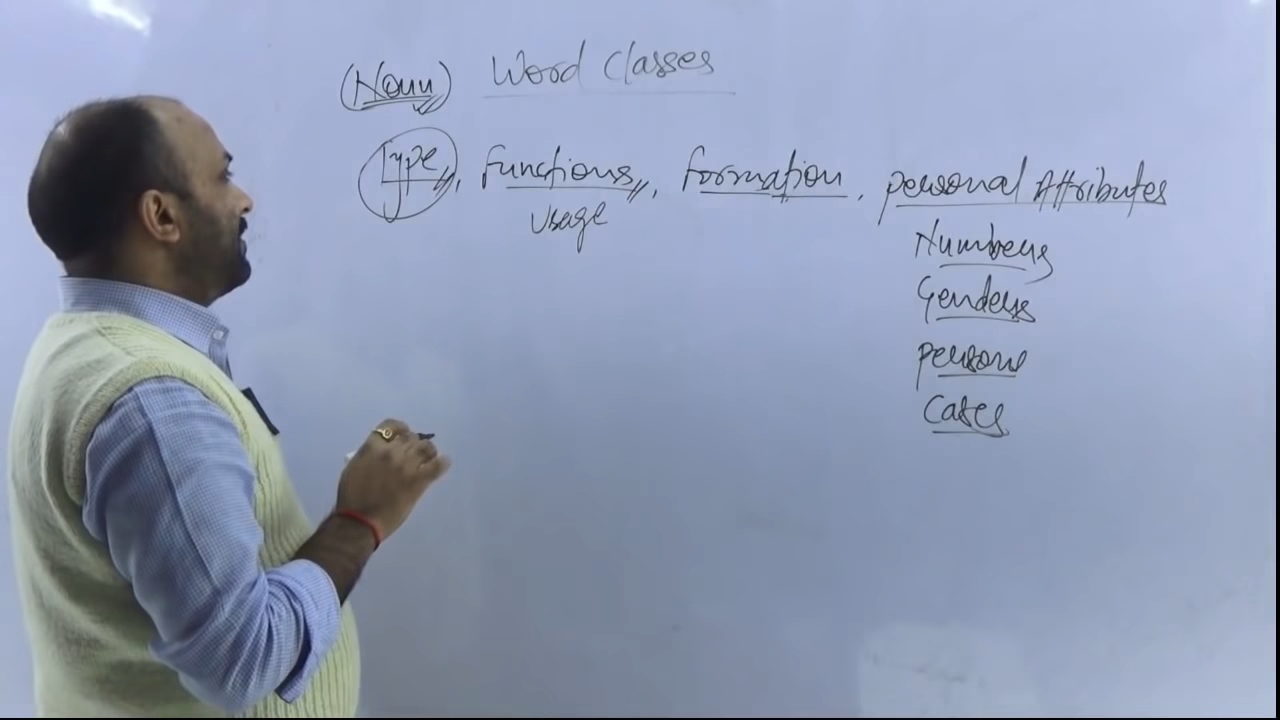 (Noun) Word Classes
Type, functions, formation, personal Attributes
usage
Numbers
Genders
persons
Cases